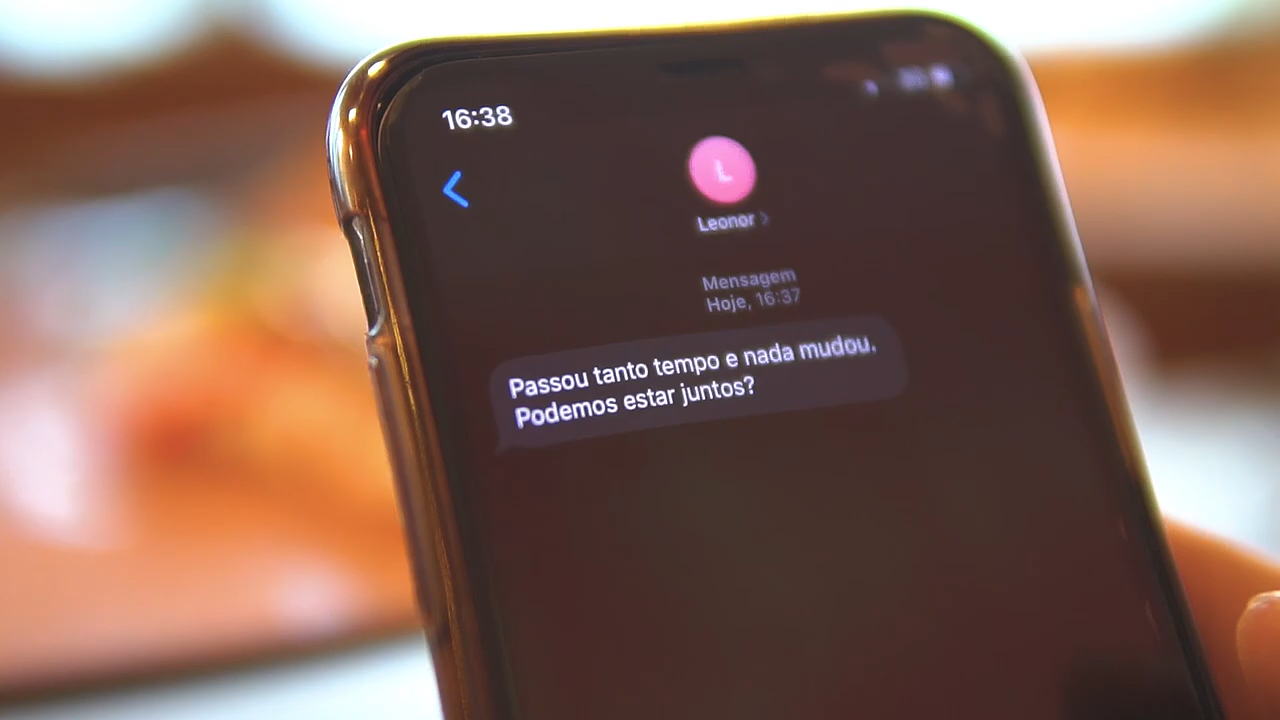 16:38
L
Leonor
Mensagem
Hoje, 16:37
Passou tanto tempo e nada mudou.
Podemos estar juntos?